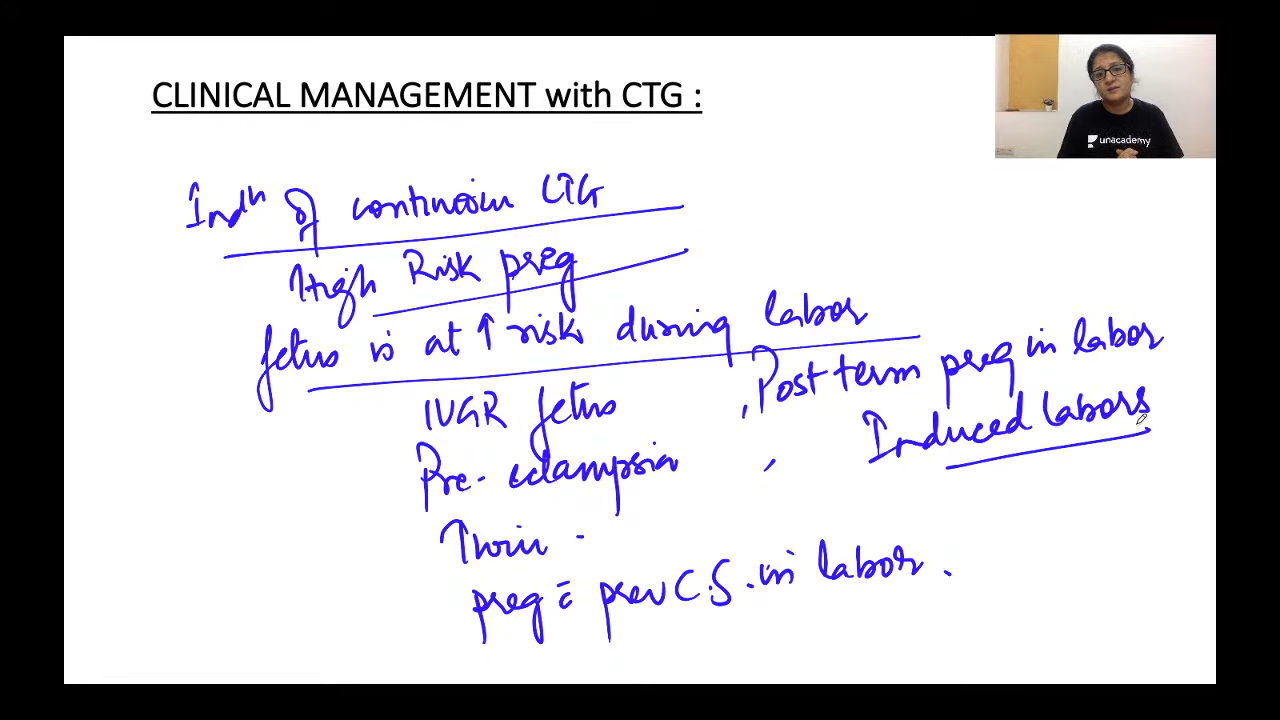 CLINICAL MANAGEMENT with CTG :
unacademy
Indⁿ of continuous CTG
High Risk preg
fetus is at ↑ risk during labor
IUGR fetus , Post term preg in labor
Pre-eclampsia , Induced labors
Twin -
preg c̄ prev C.S. in labor.